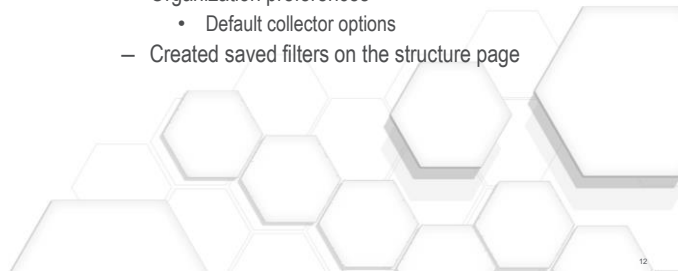 Organization preferences
• Default collector options
– Created saved filters on the structure page
12